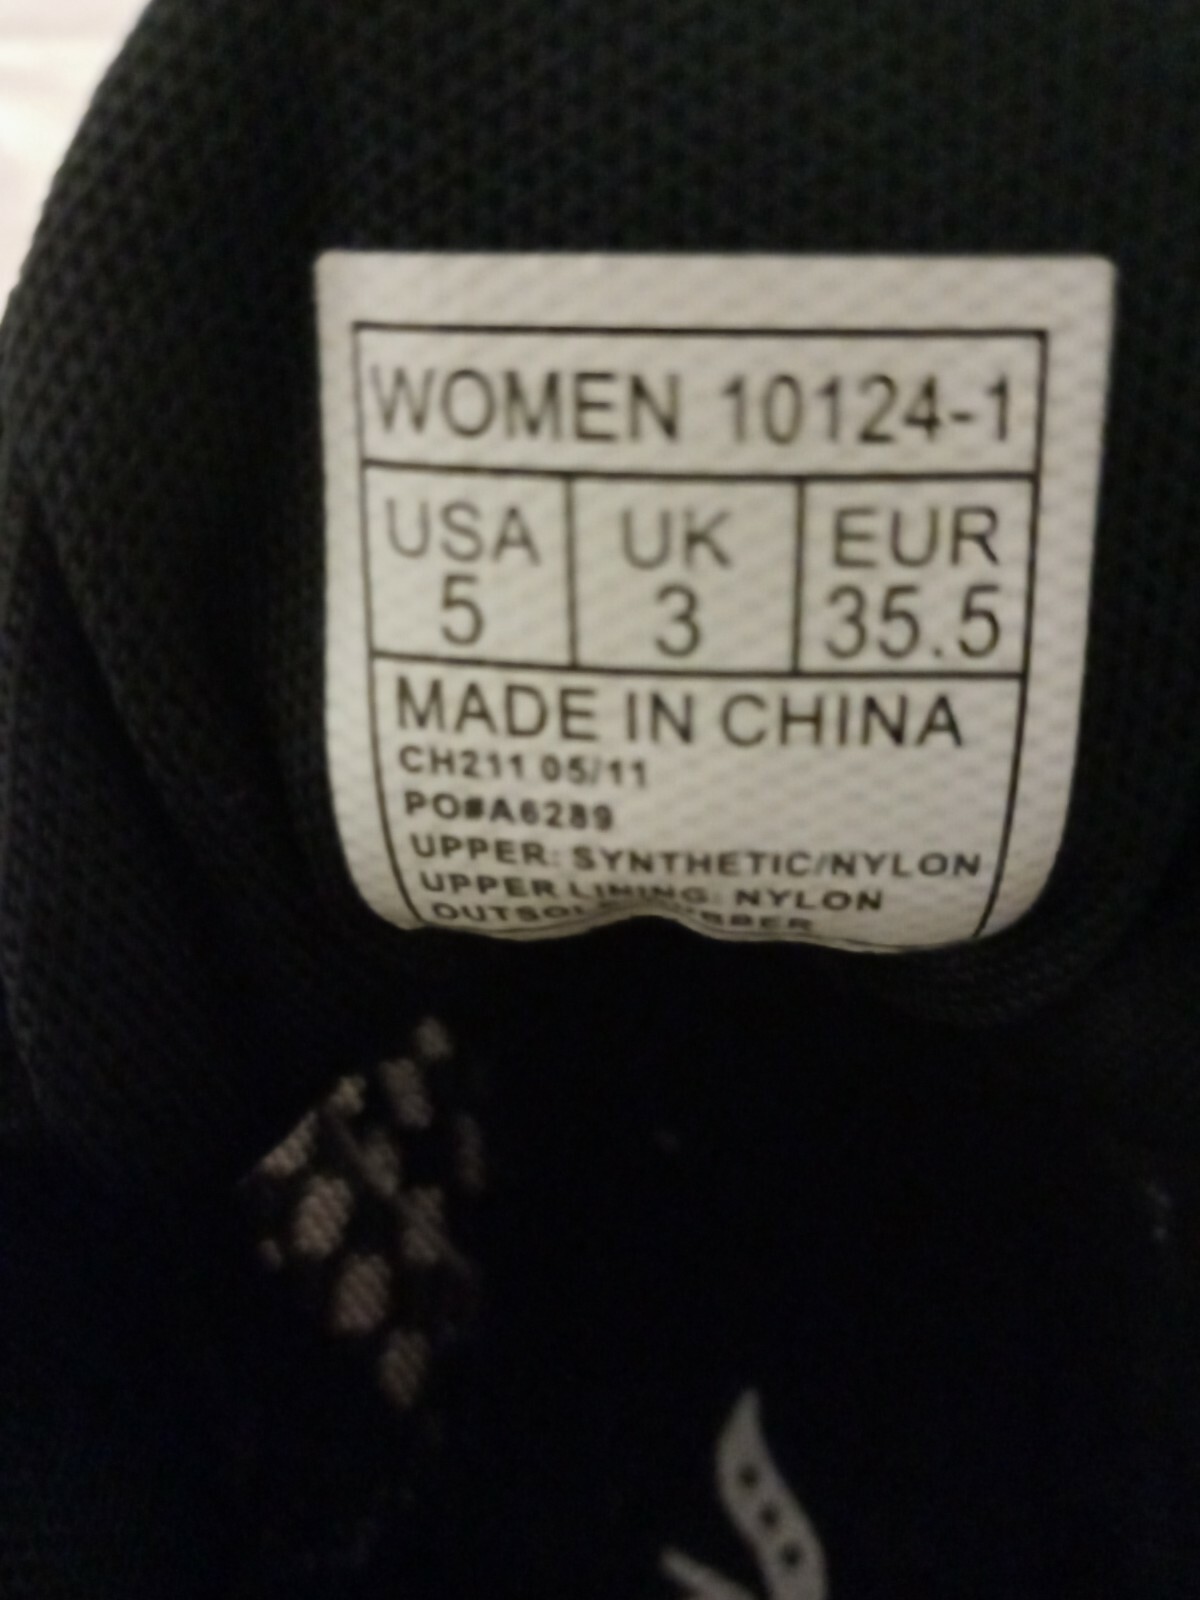 WOMEN 10124-1
USA UK EUR
5 3 35.5
MADE IN CHINA
CH211 05/11
PO#A6289
UPPER: SYNTHETIC/NYLON
UPPER LINING: NYLON